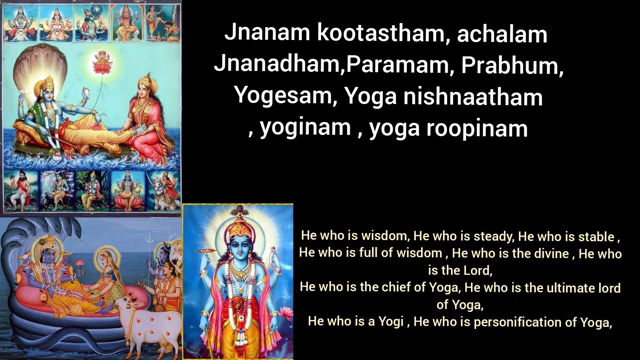 Jnanam kootastham, achalam
Jnanadham,Paramam, Prabhum,
Yogesam, Yoga nishnaatham
, yoginam , yoga roopinam
He who is wisdom, He who is steady, He who is stable ,
He who is full of wisdom , He who is the divine , He who
is the Lord,
He who is the chief of Yoga, He who is the ultimate lord
of Yoga,
He who is a Yogi , He who is personification of Yoga,